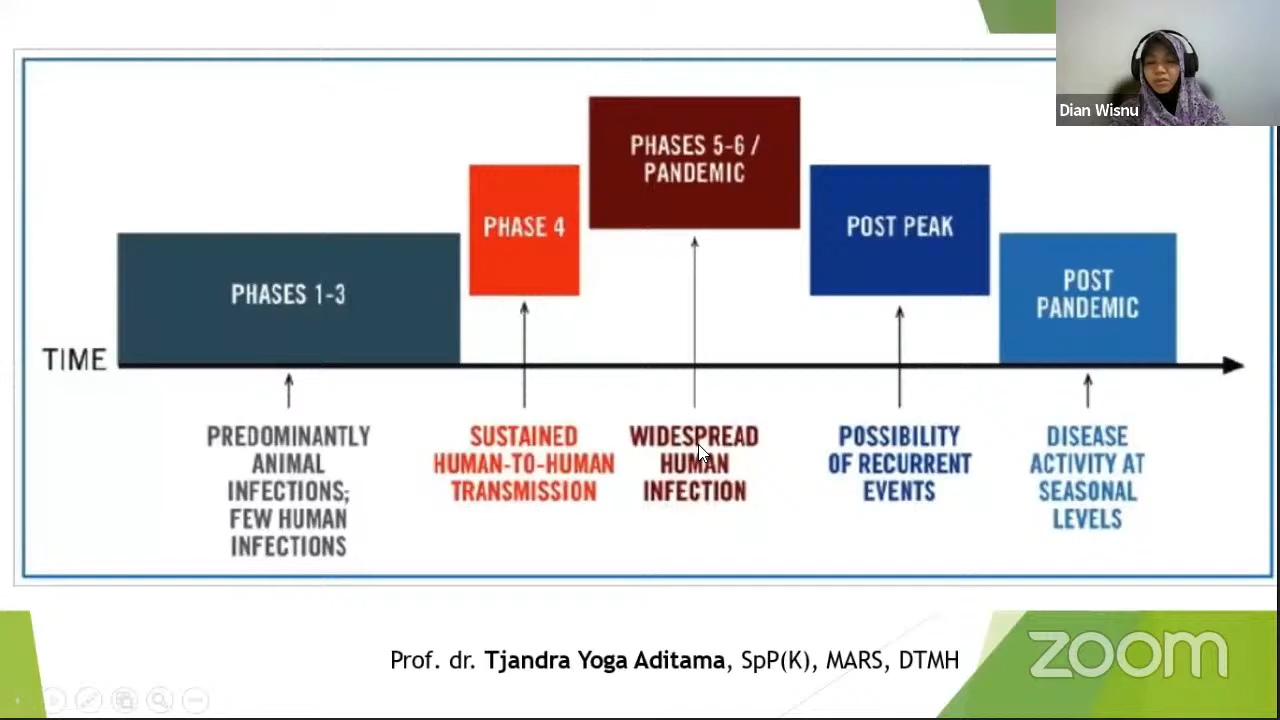 Dian Wisnu
PHASES 5-6 /
PANDEMIC
PHASE 4
POST PEAK
PHASES 1-3
POST
PANDEMIC
TIME
PREDOMINANTLY
ANIMAL
INFECTIONS;
FEW HUMAN
INFECTIONS
SUSTAINED
HUMAN-TO-HUMAN
TRANSMISSION
WIDESPREAD
HUMAN
INFECTION
POSSIBILITY
OF RECURRENT
EVENTS
DISEASE
ACTIVITY AT
SEASONAL
LEVELS
Prof. dr. Tjandra Yoga Aditama, SpP(K), MARS, DTMH
zoom